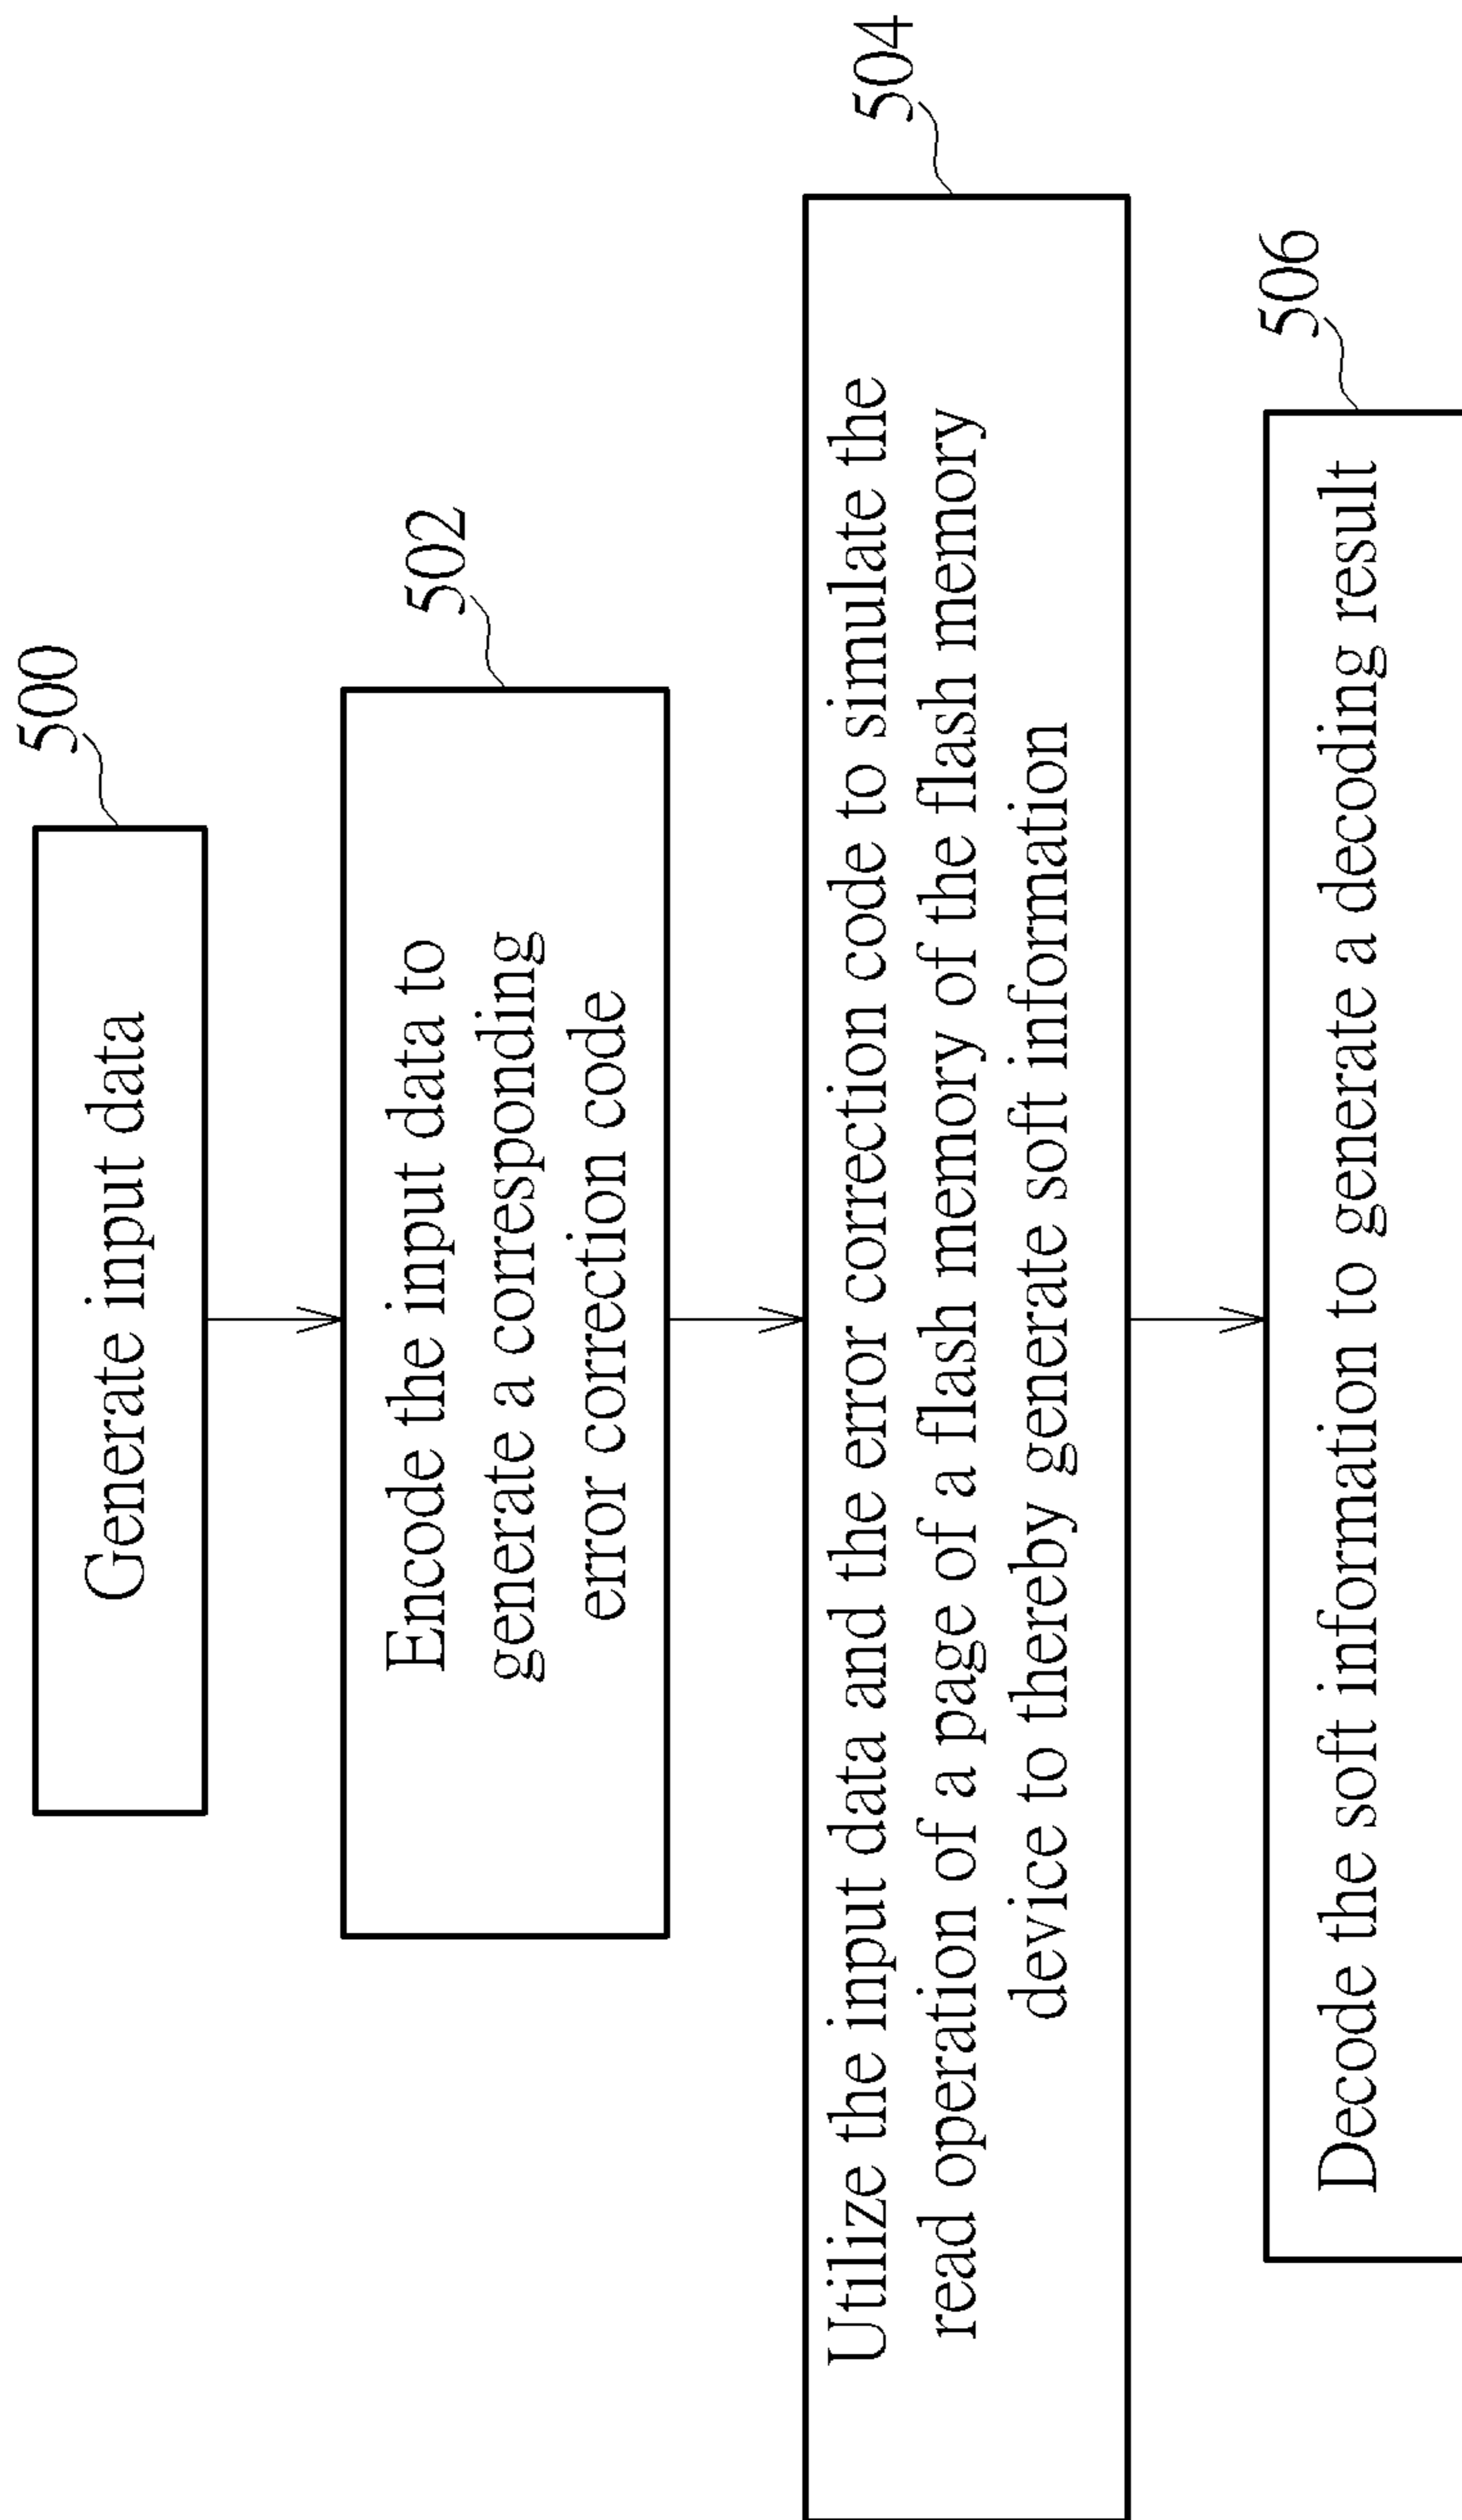 500
Generate input data
502
Encode the input data to
generate a corresponding
error correction code
504
Utilize the input data and the error correction code to simulate the
read operation of a page of a flash memory of the flash memory
device to thereby generate soft information
506
Decode the soft information to generate a decoding result